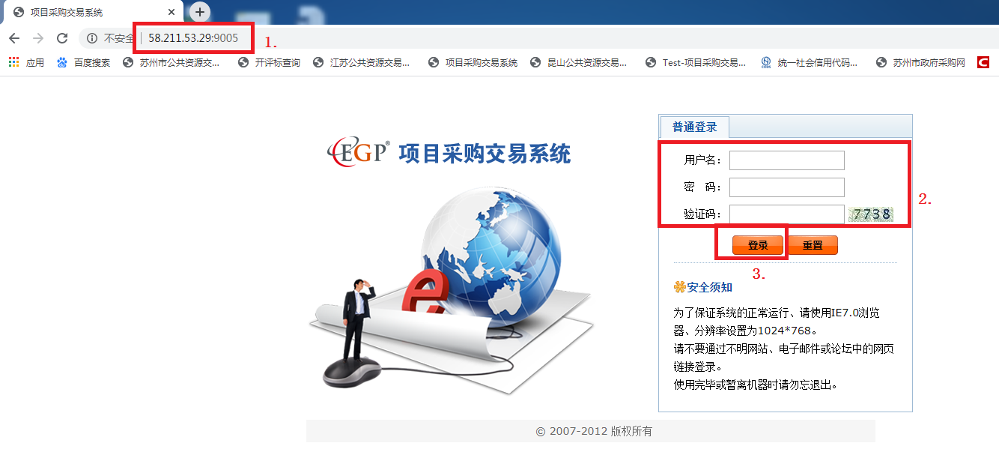 项目采购交易系统
不安全 58.211.53.29:9005
1.
应用 百度搜索 苏州市公共资源交... 开评标查询 江苏公共资源交易... 项目采购交易系统 昆山公共资源交易... Test-项目采购交易... 统一社会信用代码... 苏州市政府采购网
EGP® 项目采购交易系统
普通登录
用户名：
密 码：
2.
验证码： 7738
登录 重置
3.
安全须知
为了保证系统的正常运行、请使用IE7.0浏览
器、分辨率设置为1024*768。
请不要通过不明网站、电子邮件或论坛中的网页
链接登录。
使用完毕或暂离机器时请勿忘退出。
© 2007-2012 版权所有